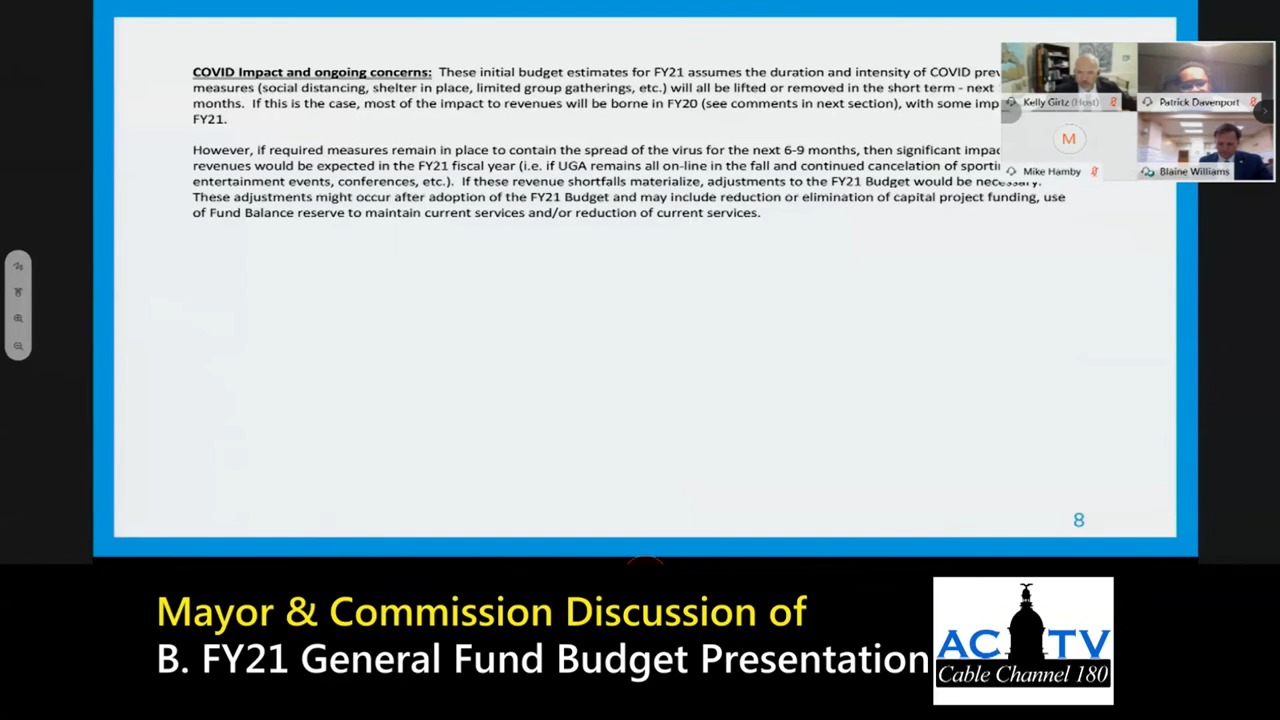 COVID Impact and ongoing concerns: These initial budget estimates for FY21 assumes the duration and intensity of COVID
measures (social distancing, shelter in place, limited group gatherings, etc.) will all be lifted or removed in the short term - next
months. If this is the case, most of the impact to revenues will be borne in FY20 (see comments in next section), with some
FY21.
However, if required measures remain in place to contain the spread of the virus for the next 6-9 months, then significant
revenues would be expected in the FY21 fiscal year (i.e. if UGA remains all on-line in the fall and continued cancelation of
entertainment events, conferences, etc.). If these revenue shortfalls materialize, adjustments to the FY21 Budget would be necessary.
These adjustments might occur after adoption of the FY21 Budget and may include reduction or elimination of capital project funding, use
of Fund Balance reserve to maintain current services and/or reduction of current services.
8
Kelly Girtz (Host)
Patrick Davenport
M
Mike Hamby
Blaine Williams
Mayor & Commission Discussion of
B. FY21 General Fund Budget Presentation
AC TV
Cable Channel 180